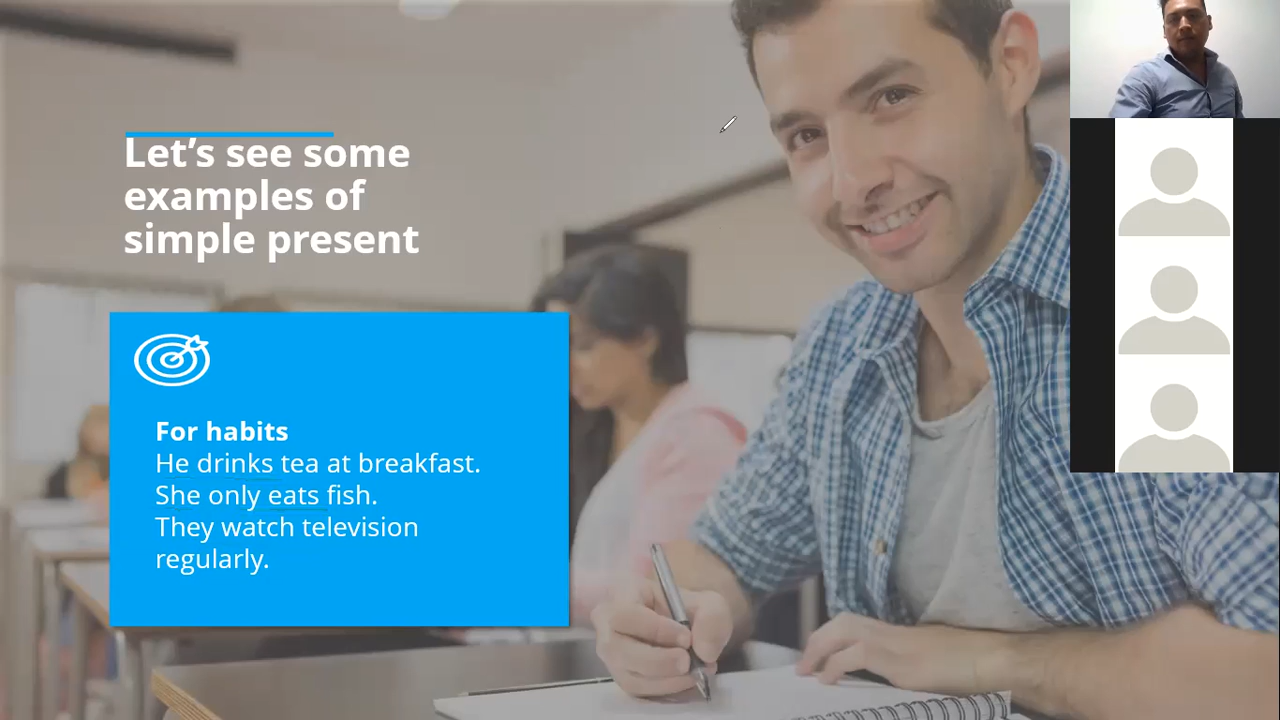 Let’s see some
examples of
simple present
For habits
He drinks tea at breakfast.
She only eats fish.
They watch television
regularly.